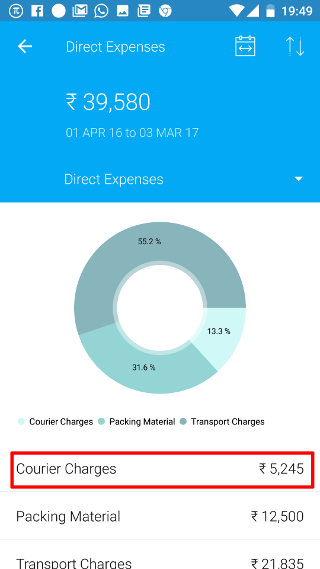 19:49
Direct Expenses
₹ 39,580
01 APR 16 to 03 MAR 17
Direct Expenses
55.2 %
13.3 %
31.6 %
Courier Charges Packing Material Transport Charges
Courier Charges ₹ 5,245
Packing Material ₹ 12,500
Transport Charges ₹ 21,835